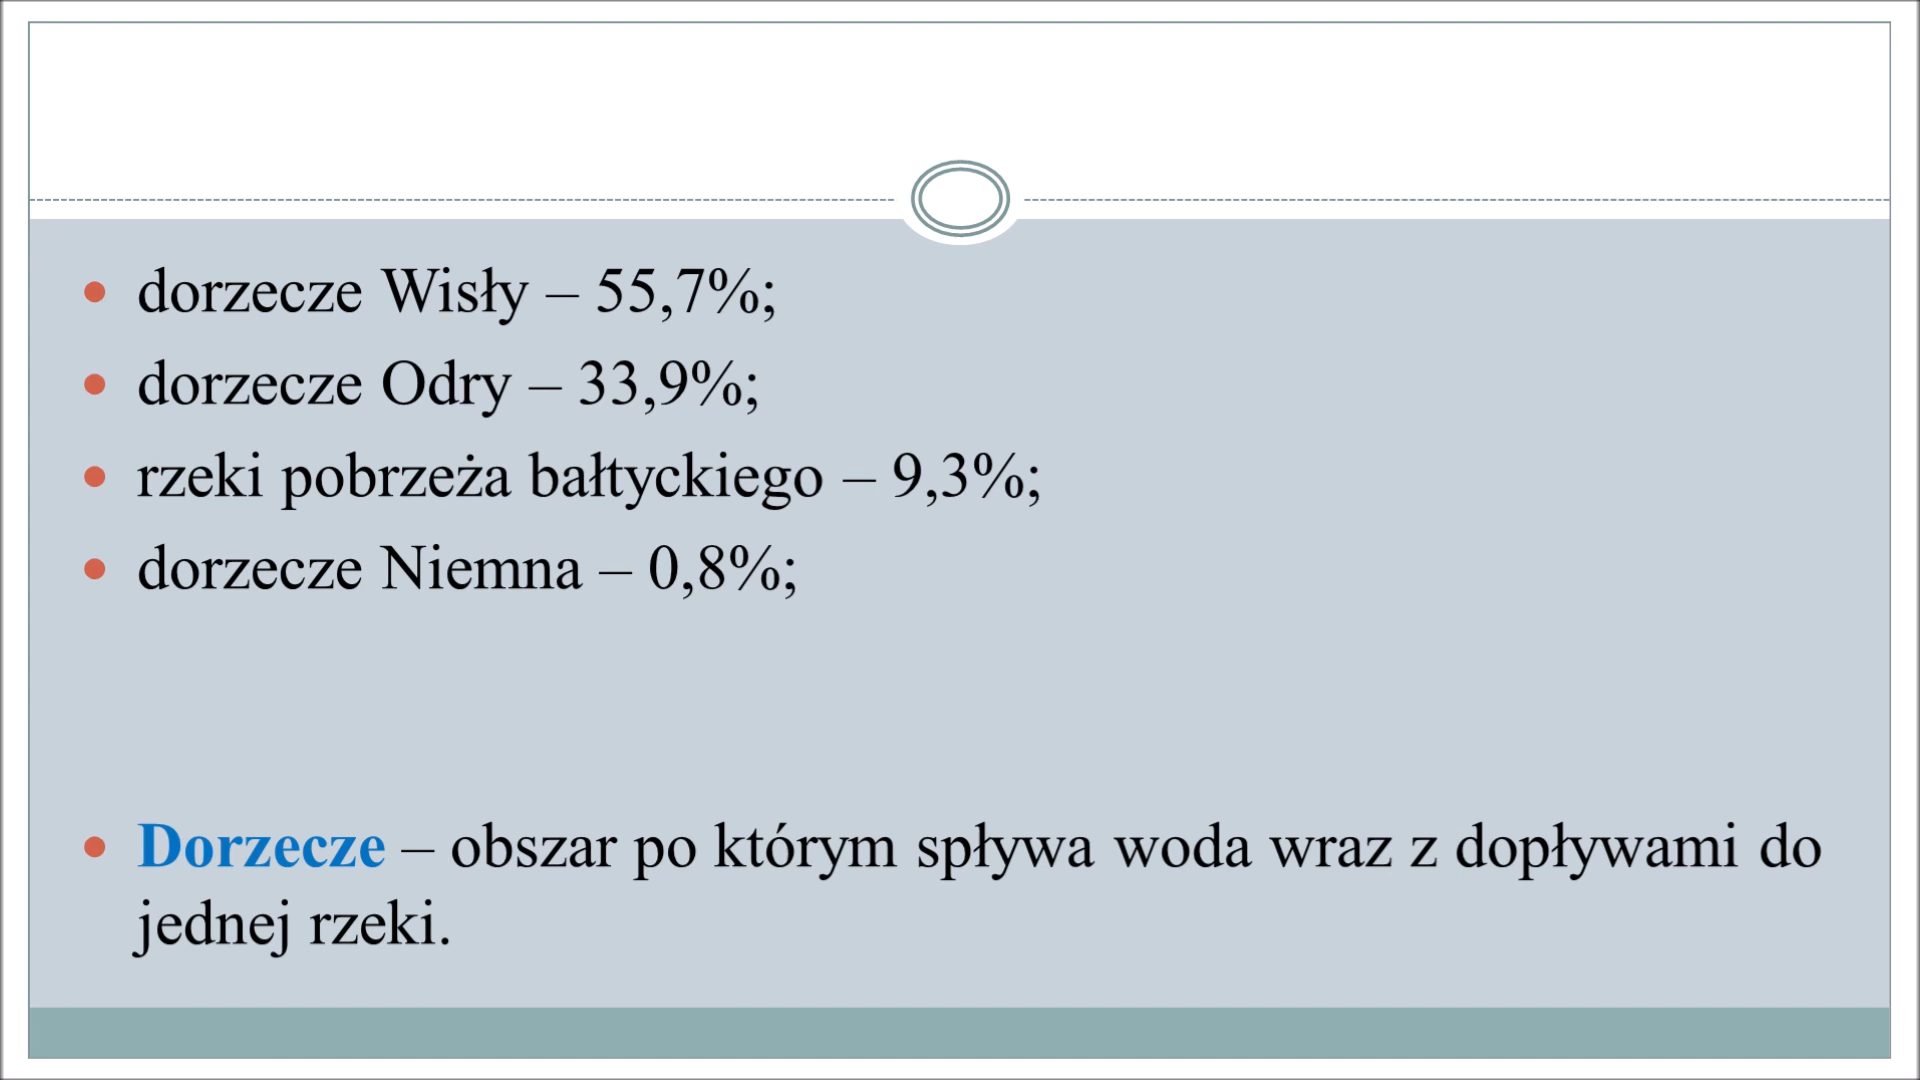 • dorzecze Wisły – 55,7%;
• dorzecze Odry – 33,9%;
• rzeki pobrzeża bałtyckiego – 9,3%;
• dorzecze Niemna – 0,8%;
• Dorzecze – obszar po którym spływa woda wraz z dopływami do
jednej rzeki.